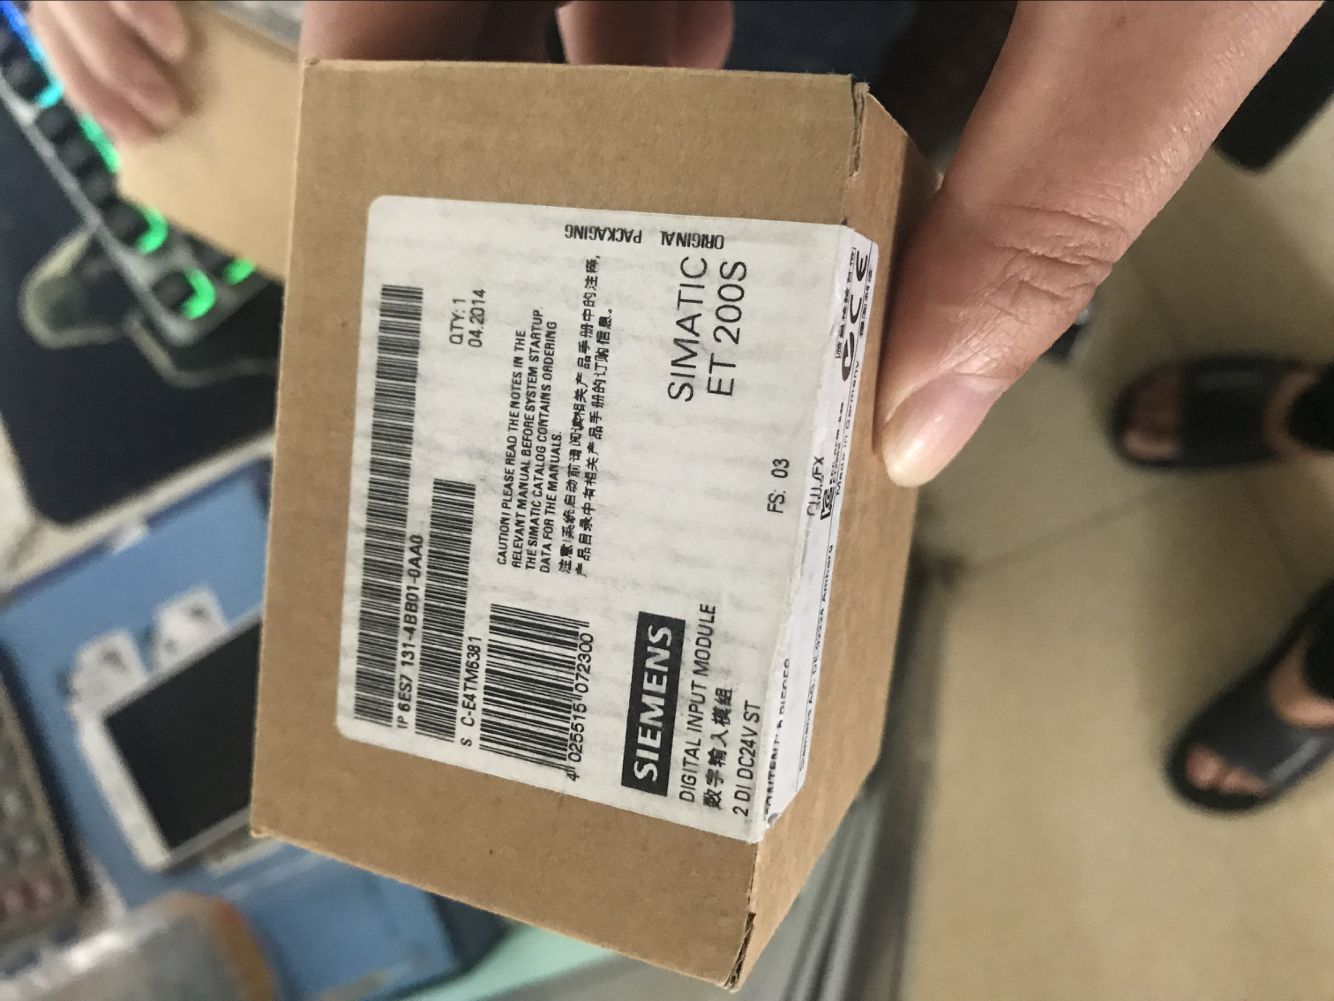 SIEMENS
SIMATIC
ET 200S
DIGITAL INPUT MODULE
数字输入模组
2 DI DC24V ST
FS: 03
ORIGINAL PACKAGING
CAUTION! PLEASE READ THE NOTES IN THE
RELEVANT MANUAL BEFORE SYSTEM STARTUP.
THE SIMATIC CATALOG CONTAINS ORDERING
DATA FOR THE MANUALS.
注意!系统启动前请阅读相关产品手册中的注释,
产品目录中有相关产品手册的订购信息。
QTY: 1
04.2014
1P 6ES7 131-4BB01-0AA0
S C-E4TM6381
4 025515 072300
Made in Germany
CE